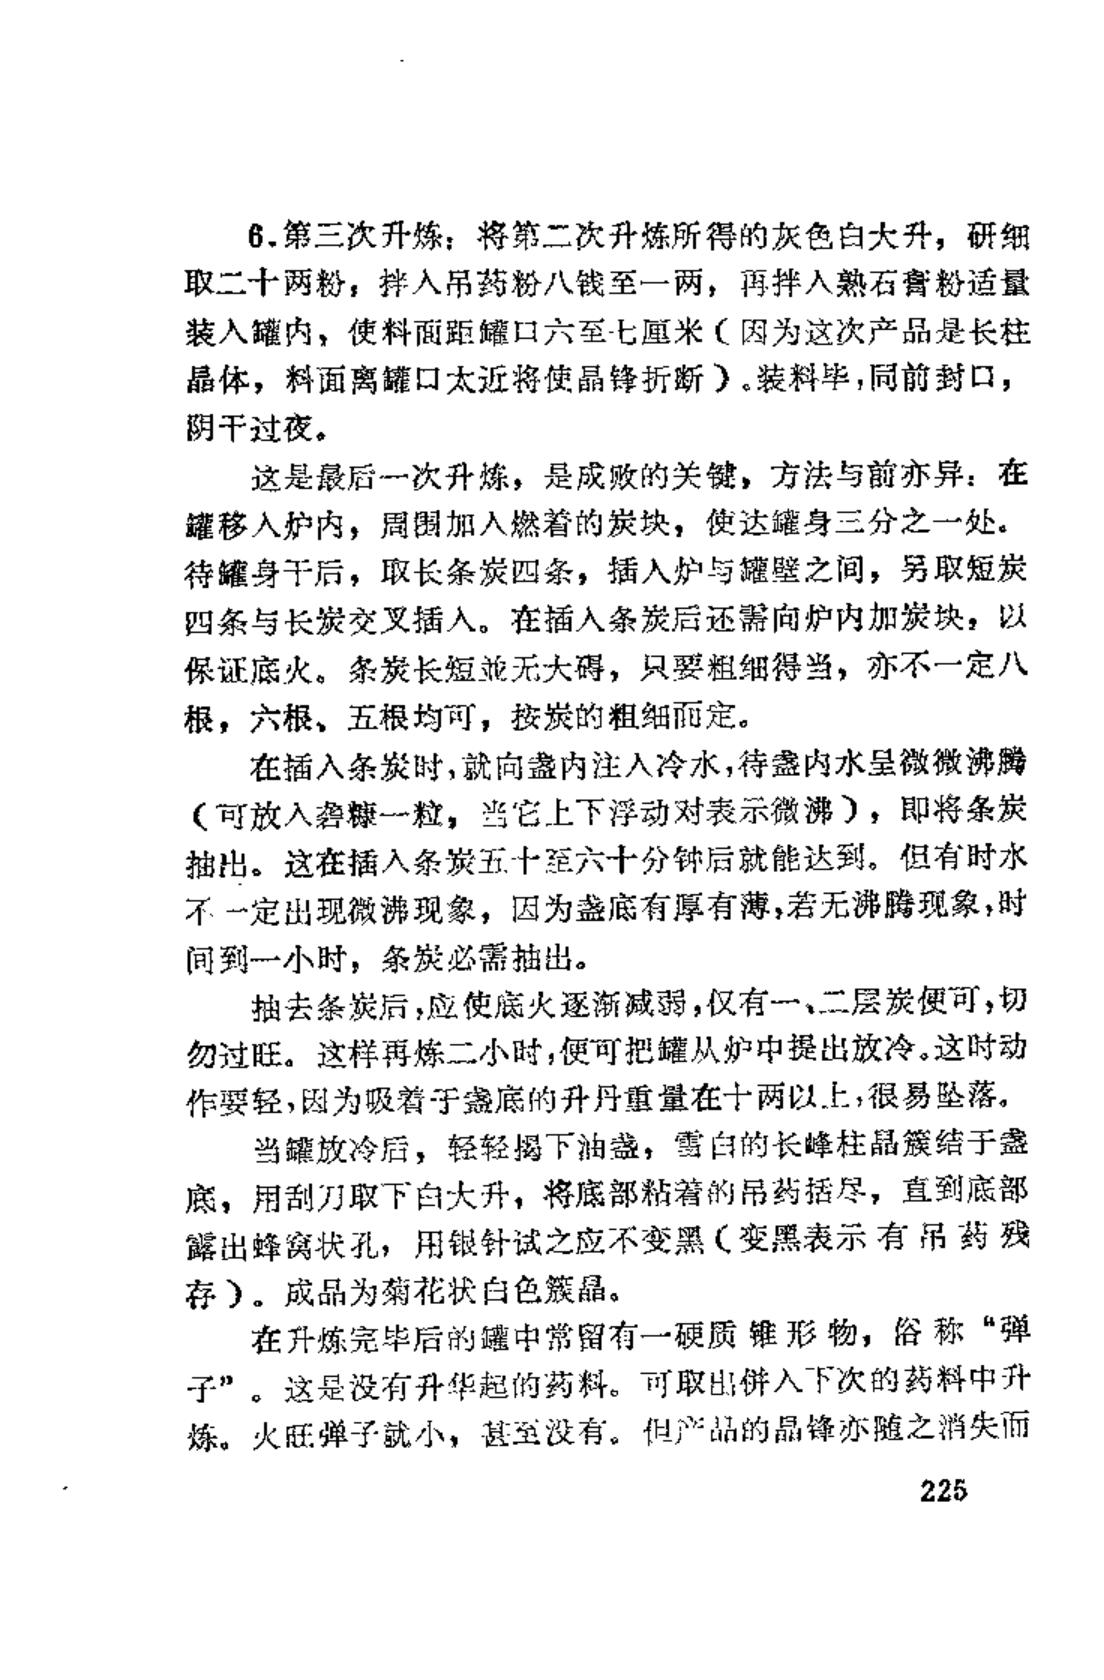 6.第三次升炼：将第二次升炼所得的灰色白大升，研细
取二十两粉，拌入吊药粉八钱至一两，再拌入熟石膏粉适量
装入罐内，使料面距罐口六至七厘米（因为这次产品是长柱
晶体，料面离罐口太近将使晶锋折断）。装料毕，同前封口，
阴干过夜。
这是最后一次升炼，是成败的关键，方法与前亦异：在
罐移入炉内，周围加入燃着的炭块，使达罐身三分之一处。
待罐身干后，取长条炭四条，插入炉与罐壁之间，另取短炭
四条与长炭交叉插入。在插入条炭后还需向炉内加炭块，以
保证底火。条炭长短並无大碍，只要粗细得当，亦不一定八
根，六根、五根均可，按炭的粗细而定。
在插入条炭时，就向盏内注入冷水，待盏内水呈微微沸腾
（可放入砻糠一粒，当它上下浮动对表示微沸），即将条炭
抽出。这在插入条炭五十至六十分钟后就能达到。但有时水
不一定出现微沸现象，因为盏底有厚有薄，若无沸腾现象，时
间到一小时，条炭必需抽出。
抽去条炭后，应使底火逐渐减弱，仅有一、二层炭便可，切
勿过旺。这样再炼二小时，便可把罐从炉中提出放冷。这时动
作要轻，因为吸着于盏底的升丹重量在十两以上，很易坠落。
当罐放冷后，轻轻揭下油盏，雪白的长峰柱晶簇结于盏
底，用刮刀取下白大升，将底部粘着的吊药括尽，直到底部
露出蜂窝状孔，用银针试之应不变黑（变黑表示有吊药残
存）。成品为菊花状白色簇晶。
在升炼完毕后的罐中常留有一硬质锥形物，俗称“弹
子”。这是没有升华起的药料。可取出併入下次的药料中升
炼。火旺弹子就小，甚至没有。但产品的晶锋亦随之消失而
225